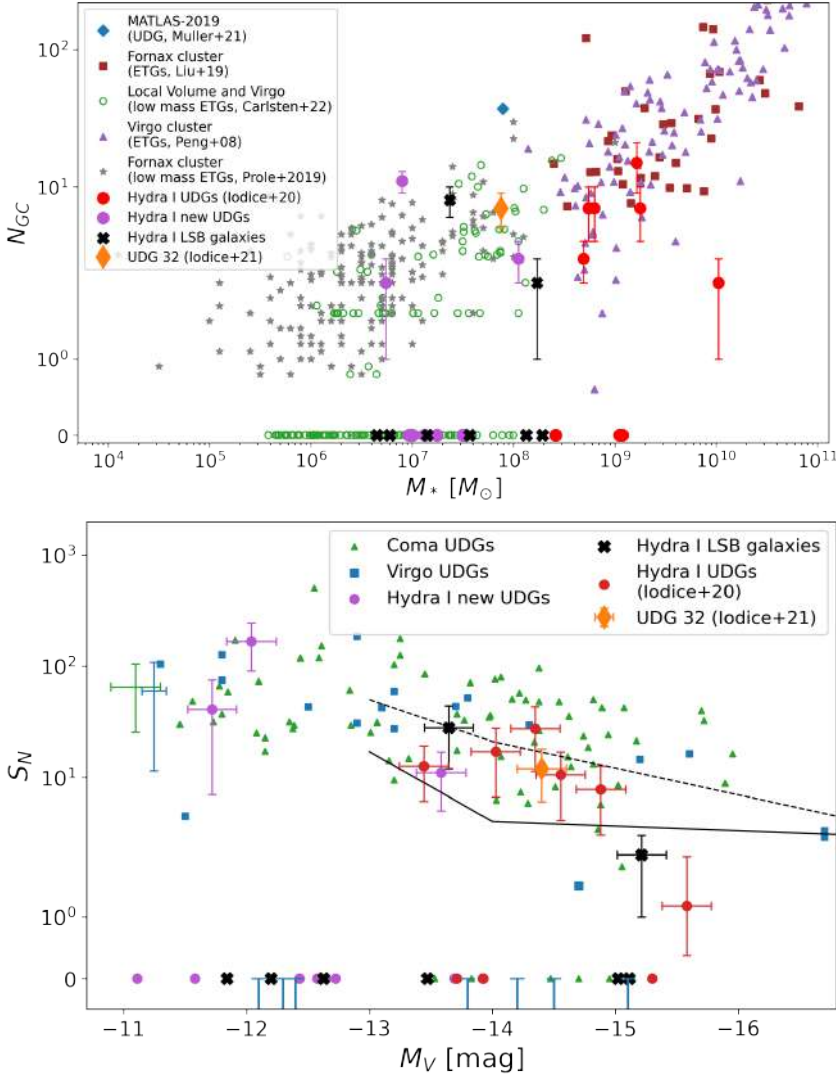 10²
10¹
10⁰
0
N_GC
MATLAS-2019
(UDG, Muller+21)
Fornax cluster
(ETGs, Liu+19)
Local Volume and Virgo
(low mass ETGs, Carlsten+22)
Virgo cluster
(ETGs, Peng+08)
Fornax cluster
(low mass ETGs, Prole+2019)
Hydra I UDGs (Iodice+20)
Hydra I new UDGs
Hydra I LSB galaxies
UDG 32 (Iodice+21)
10⁴ 10⁵ 10⁶ 10⁷ 10⁸ 10⁹ 10¹⁰ 10¹¹
M_* [M_⊙]
10³
10²
10¹
10⁰
0
S_N
Coma UDGs
Virgo UDGs
Hydra I new UDGs
Hydra I LSB galaxies
Hydra I UDGs
(Iodice+20)
UDG 32 (Iodice+21)
−11 −12 −13 −14 −15 −16
M_V [mag]